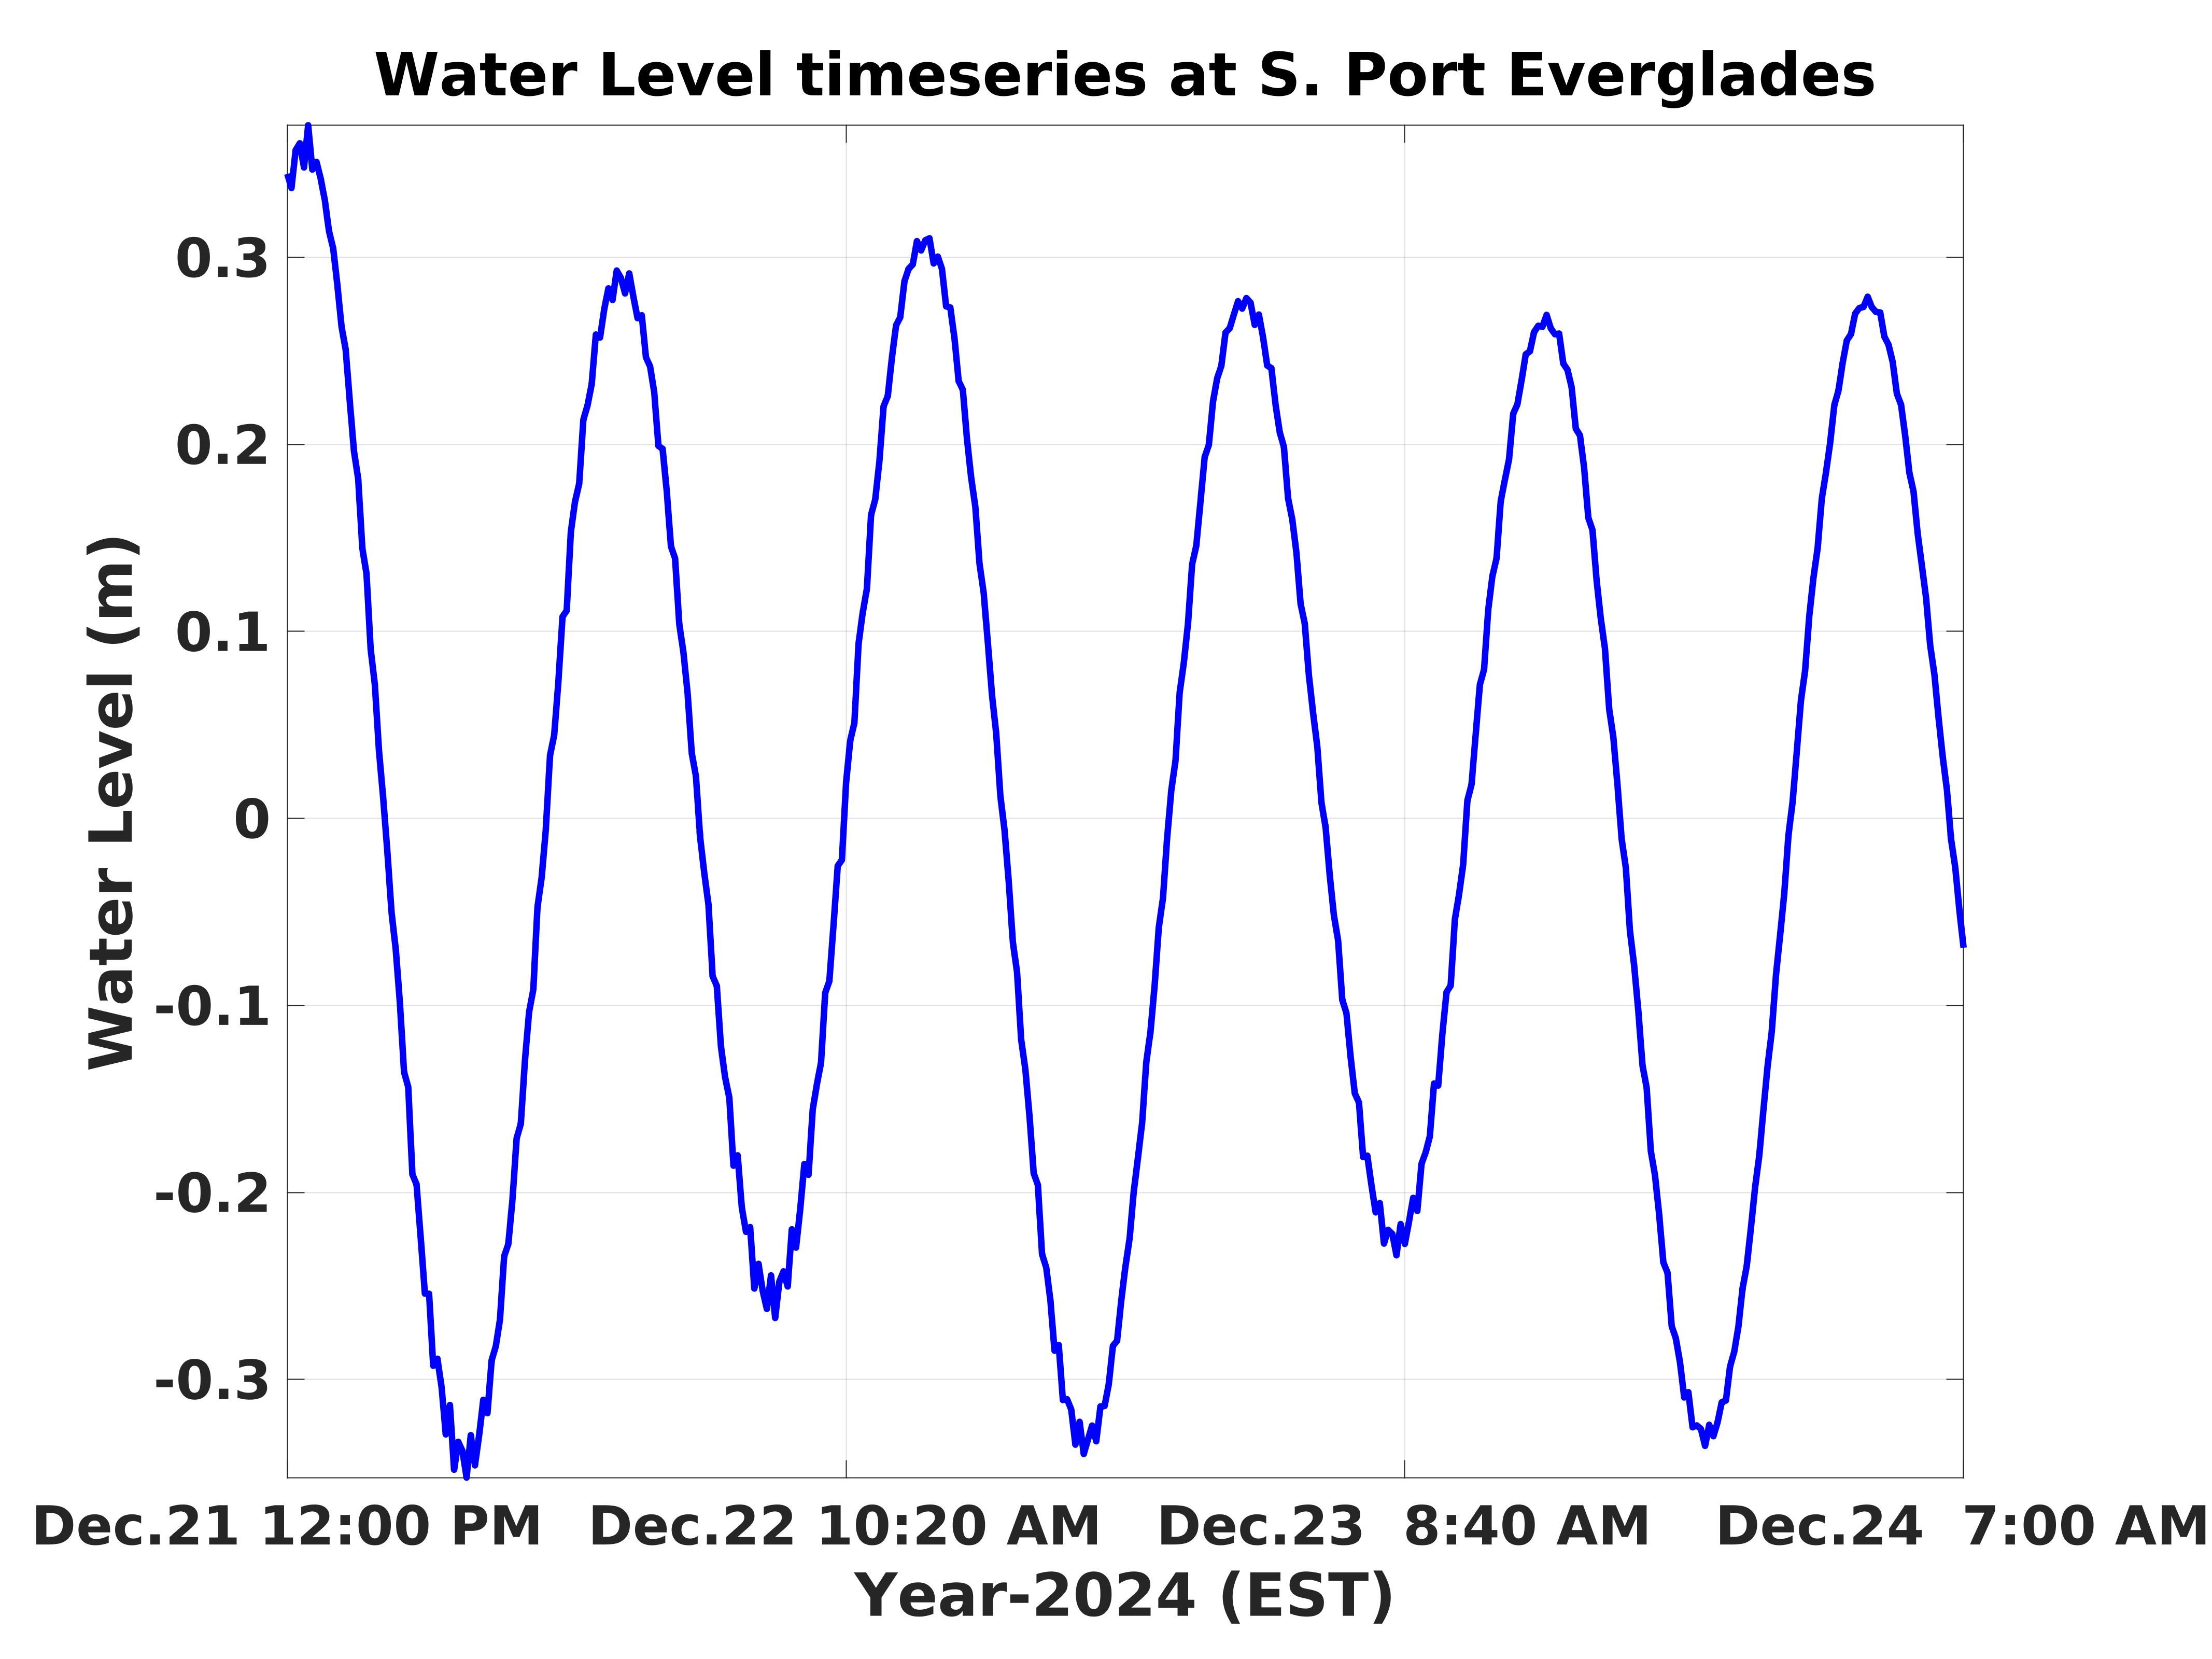 Water Level timeseries at S. Port Everglades
Water Level (m)
0.3
0.2
0.1
0
-0.1
-0.2
-0.3
Dec.21 12:00 PM Dec.22 10:20 AM Dec.23 8:40 AM Dec.24 7:00 AM
Year-2024 (EST)